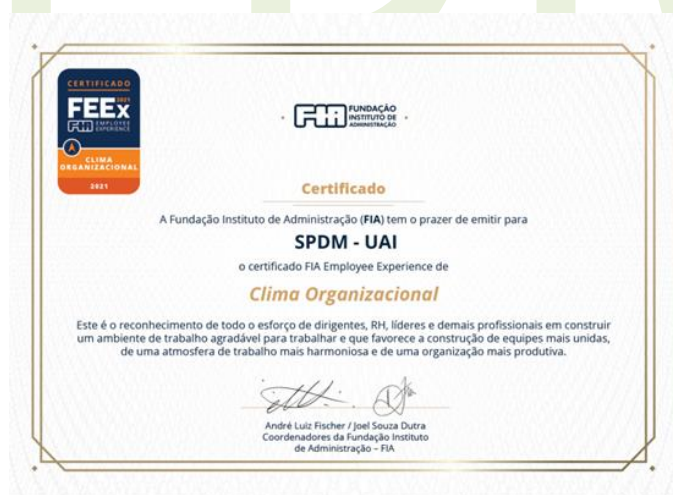 CERTIFICADO
FEEx 2021
FIA EMPLOYEE EXPERIENCE
A
CLIMA
ORGANIZACIONAL
2021
FIA FUNDAÇÃO
INSTITUTO DE
ADMINISTRAÇÃO
Certificado
A Fundação Instituto de Administração (FIA) tem o prazer de emitir para
SPDM - UAI
o certificado FIA Employee Experience de
Clima Organizacional
Este é o reconhecimento de todo o esforço de dirigentes, RH, líderes e demais profissionais em construir
um ambiente de trabalho agradável para trabalhar e que favorece a construção de equipes mais unidas,
de uma atmosfera de trabalho mais harmoniosa e de uma organização mais produtiva.
André Luiz Fischer / Joel Souza Dutra
Coordenadores da Fundação Instituto
de Administração – FIA